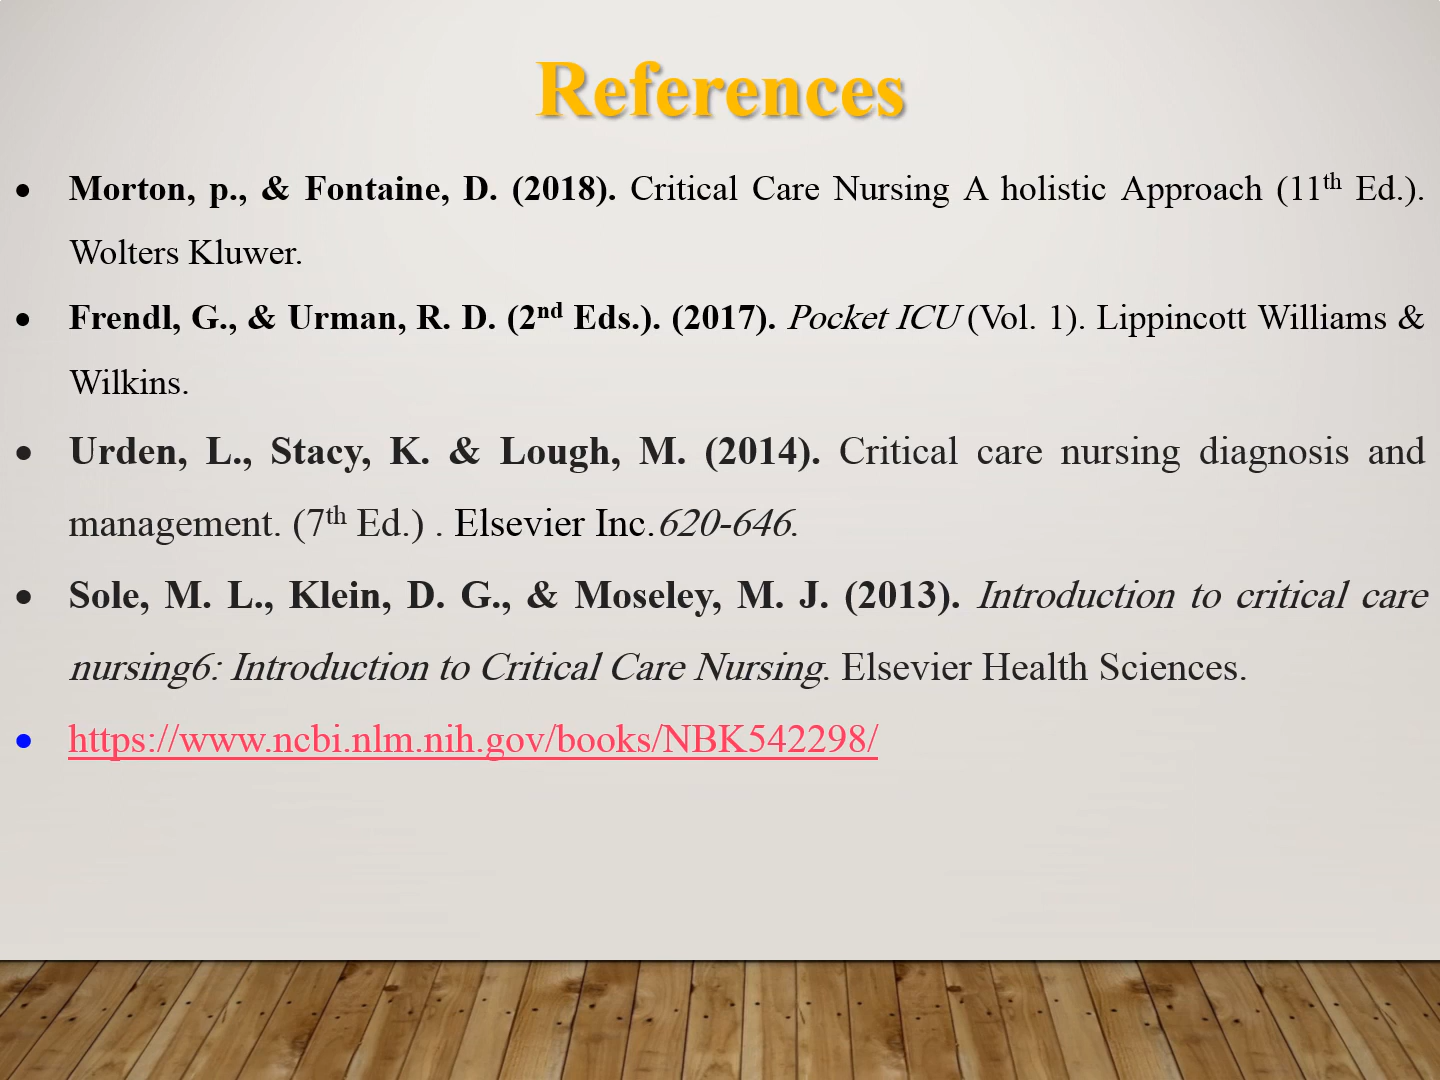 References
• Morton, p., & Fontaine, D. (2018). Critical Care Nursing A holistic Approach (11th Ed.).
Wolters Kluwer.
• Frendl, G., & Urman, R. D. (2nd Eds.). (2017). Pocket ICU (Vol. 1). Lippincott Williams &
Wilkins.
• Urden, L., Stacy, K. & Lough, M. (2014). Critical care nursing diagnosis and
management. (7th Ed.) . Elsevier Inc.620-646.
• Sole, M. L., Klein, D. G., & Moseley, M. J. (2013). Introduction to critical care
nursing6: Introduction to Critical Care Nursing. Elsevier Health Sciences.
• https://www.ncbi.nlm.nih.gov/books/NBK542298/